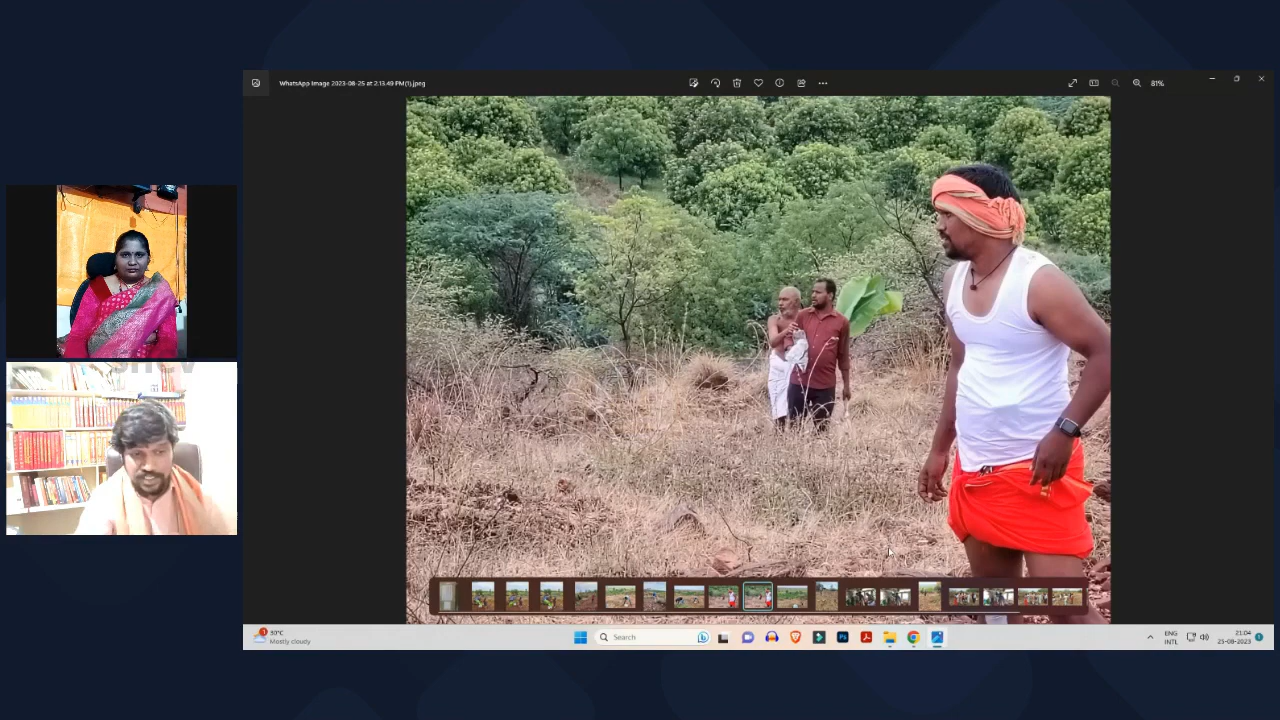 WhatsApp Image 2023-08-25 at 2.13.49 PM(1).jpeg
81%
30°C
Mostly cloudy
Search
ENG
INTL
21:04
25-08-2023